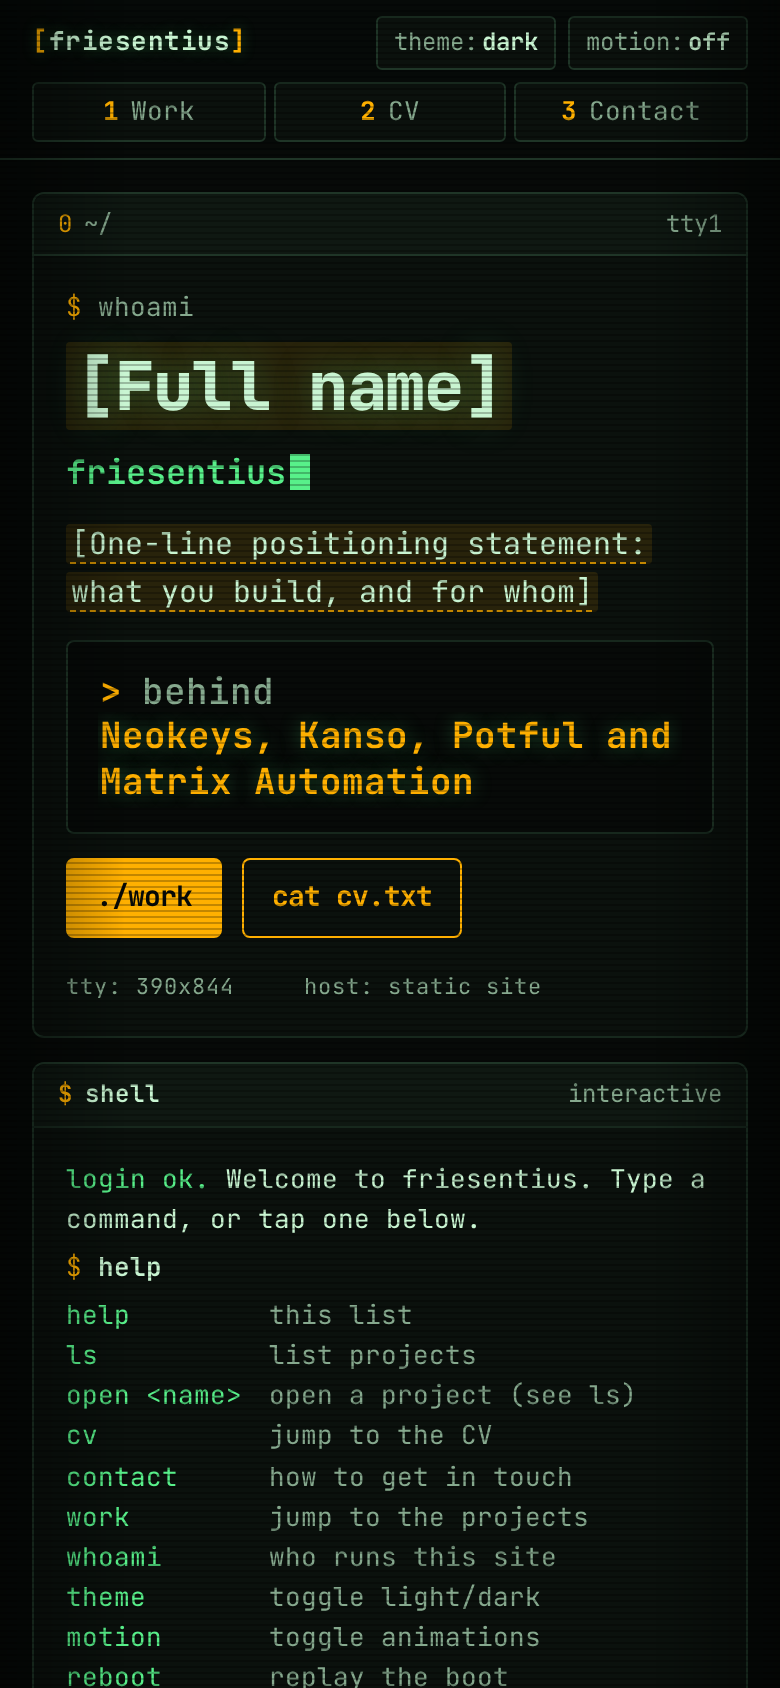 [friesentius]
theme: dark
motion: off
1 Work
2 CV
3 Contact
0 ~/
tty1
$ whoami
[Full name]
friesentius
[One-line positioning statement:
what you build, and for whom]
> behind
Neokeys, Kanso, Potful and
Matrix Automation
./work
cat cv.txt
tty: 390x844
host: static site
$ shell
interactive
login ok. Welcome to friesentius. Type a
command, or tap one below.
$ help
help this list
ls list projects
open <name> open a project (see ls)
cv jump to the CV
contact how to get in touch
work jump to the projects
whoami who runs this site
theme toggle light/dark
motion toggle animations
reboot replay the boot